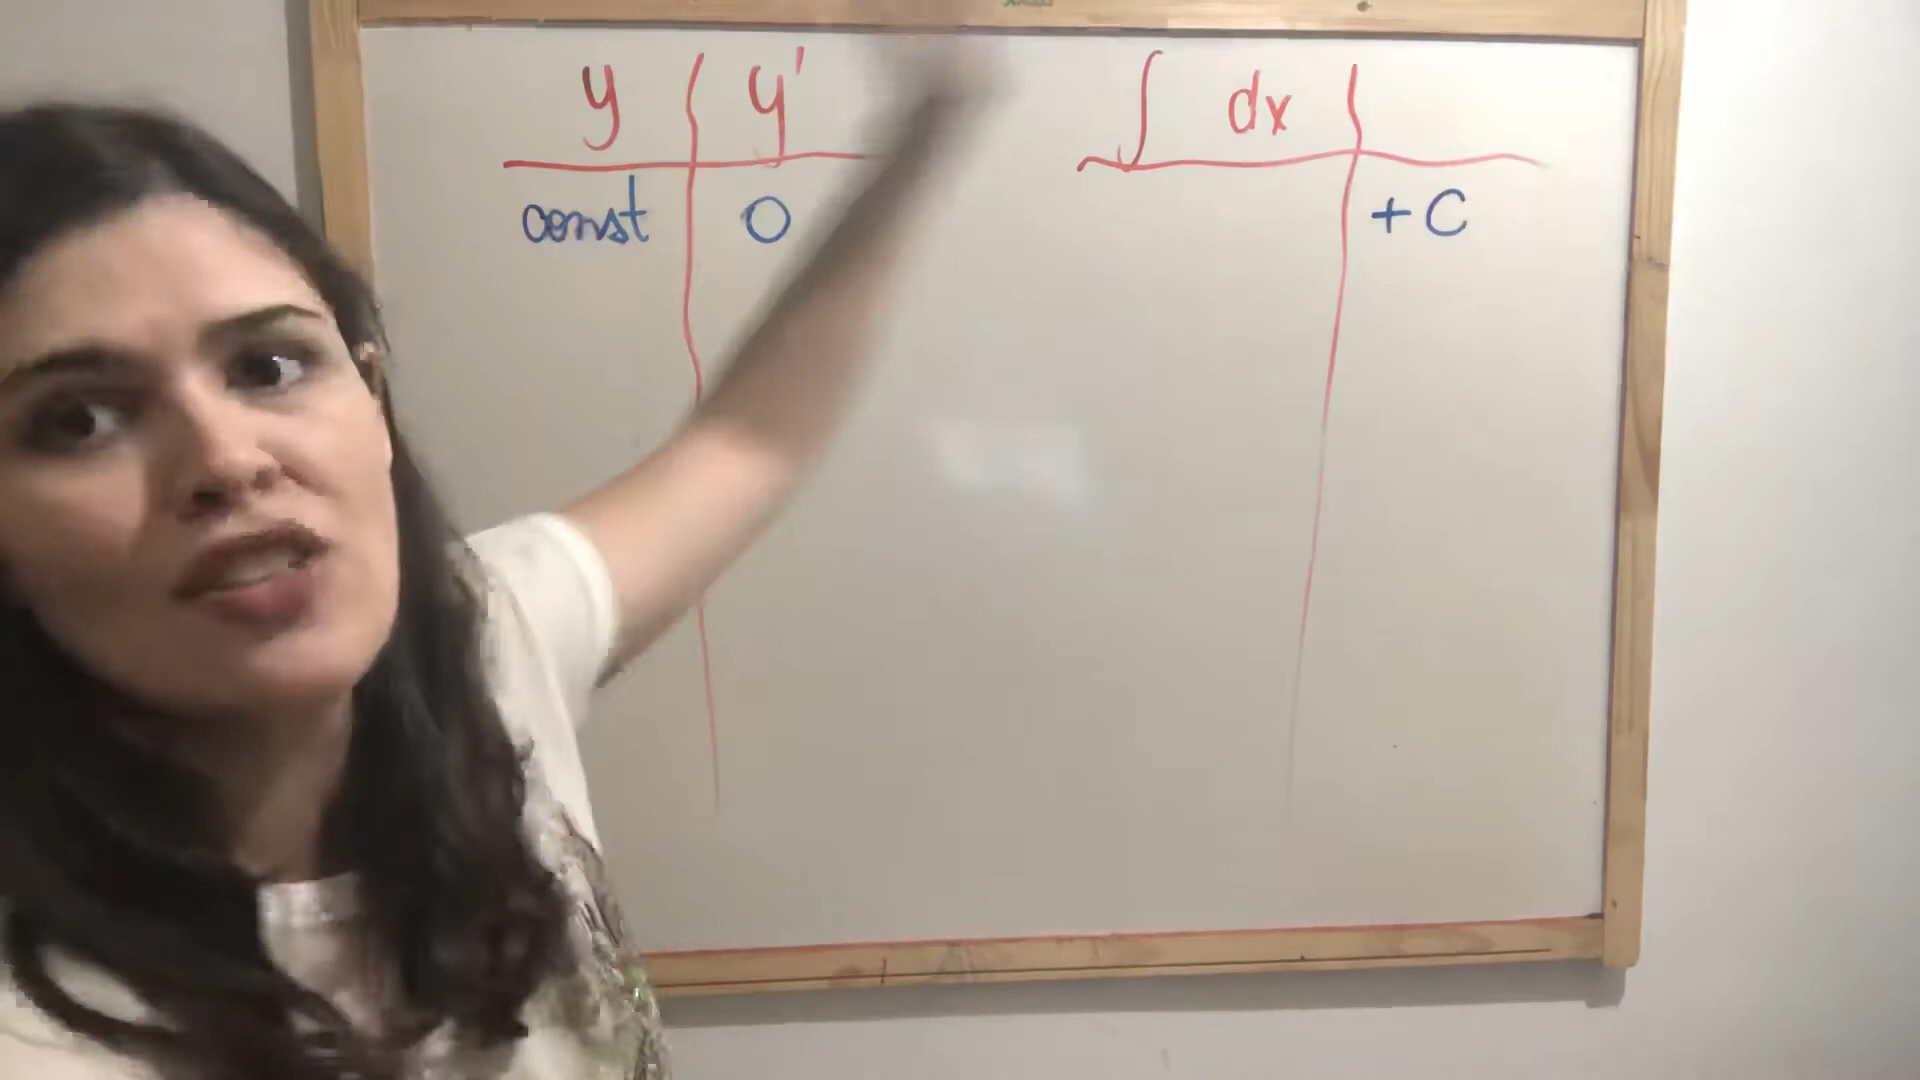 y y' ∫ dx
const 0 + C